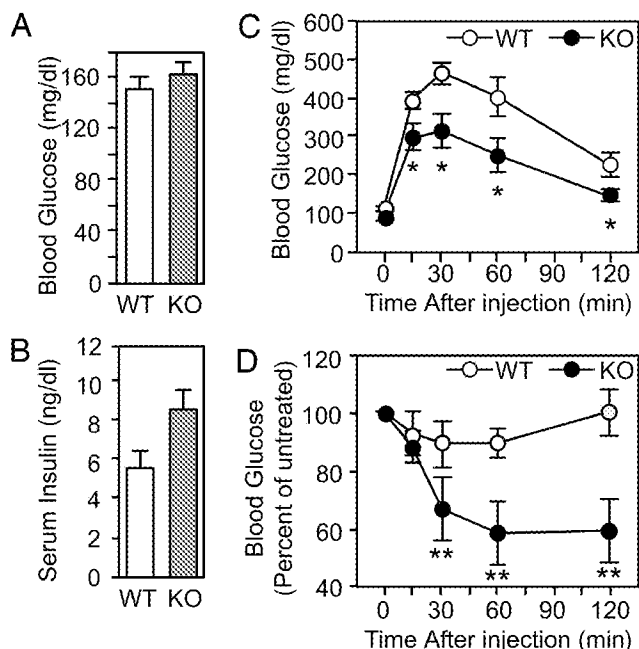 A
Blood Glucose (mg/dl)
160
120
80
40
0
WT KO
B
Serum Insulin (ng/dl)
12
10
8
6
4
2
0
WT KO
C
Blood Glucose (mg/dl)
600
500
400
300
200
100
0
WT KO
* * * *
0 30 60 90 120
Time After injection (min)
D
Blood Glucose
(Percent of untreated)
120
100
80
60
40
WT KO
** ** **
0 30 60 90 120
Time After injection (min)